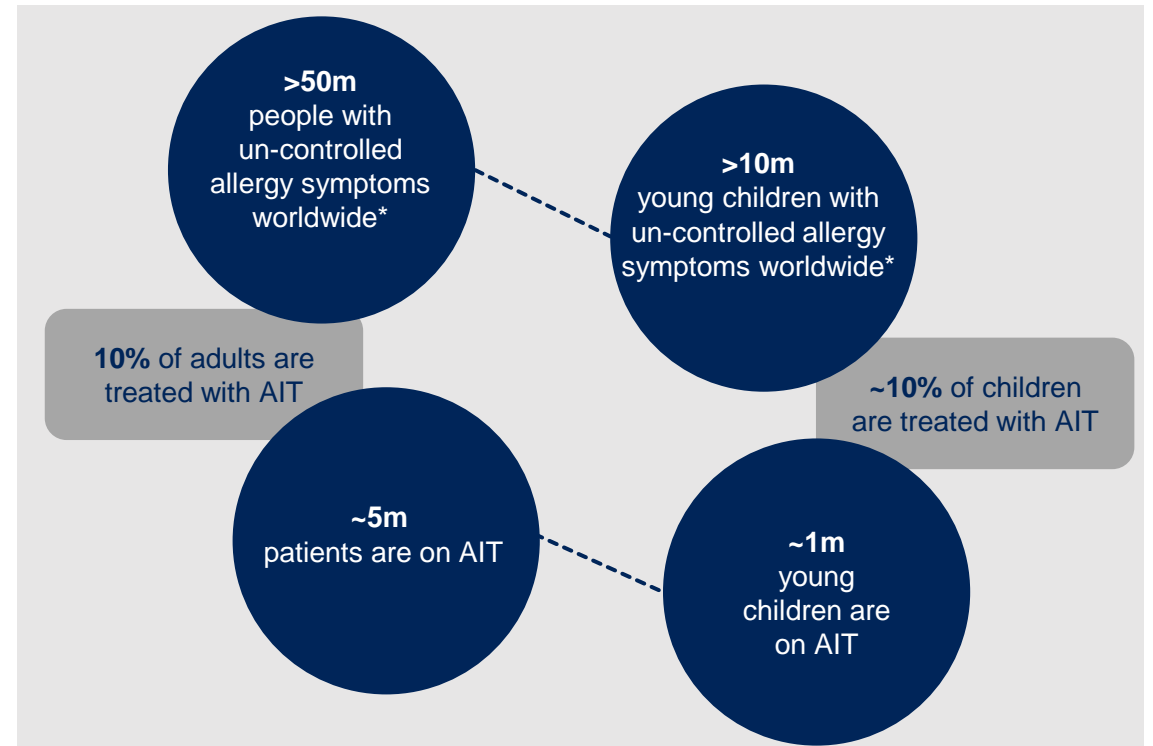 >50m
people with
un-controlled
allergy symptoms
worldwide*
>10m
young children with
un-controlled allergy
symptoms worldwide*
10% of adults are
treated with AIT
~10% of children
are treated with AIT
~5m
patients are on AIT
~1m
young
children are
on AIT